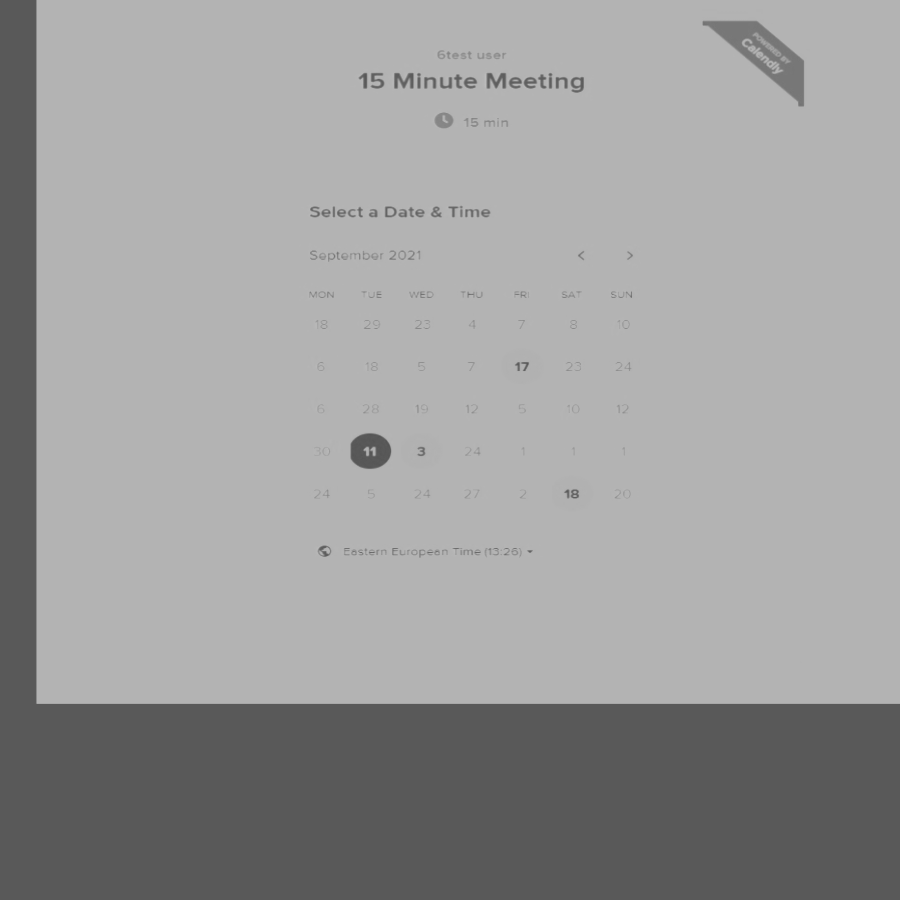 POWERED BY
Calendly
6test user
15 Minute Meeting
15 min
Select a Date & Time
September 2021
MON TUE WED THU FRI SAT SUN
18 29 23 4 7 8 10
6 18 5 7 17 23 24
6 28 19 12 5 10 12
30 11 3 24 1 1 1
24 5 24 27 2 18 20
Eastern European Time (13:26)